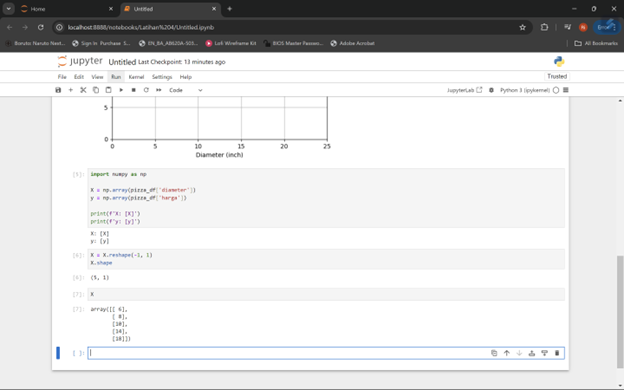 Home
Untitled
localhost:8888/notebooks/Latihan%204/Untitled.ipynb
Boruto: Naruto Next...
Sign in Purchase S...
EN_B4_AB620A-S01...
LoFi Wireframe Kit
BIOS Master Passwo...
Adobe Acrobat
All Bookmarks
jupyter Untitled Last Checkpoint: 13 minutes ago
File Edit View Run Kernel Settings Help
Trusted
Code
JupyterLab
Python 3 (ipykernel)
5
0
0 5 10 15 20 25
Diameter (inch)
import numpy as np
X = np.array(pizza_df['diameter'])
y = np.array(pizza_df['harga'])
print(f'X: [X]')
print(f'y: [y]')
X: [X]
y: [y]
[6]: X = X.reshape(-1, 1)
X.shape
[6]: (5, 1)
[7]: X
[7]: array([[ 6],
[ 8],
[10],
[14],
[18]])
[ ]: